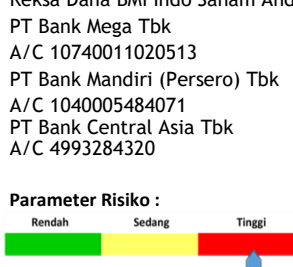 Reksa Dana BMI Indo Saham And
PT Bank Mega Tbk
A/C 10740011020513
PT Bank Mandiri (Persero) Tbk
A/C 1040005484071
PT Bank Central Asia Tbk
A/C 4993284320
Parameter Risiko :
Rendah Sedang Tinggi